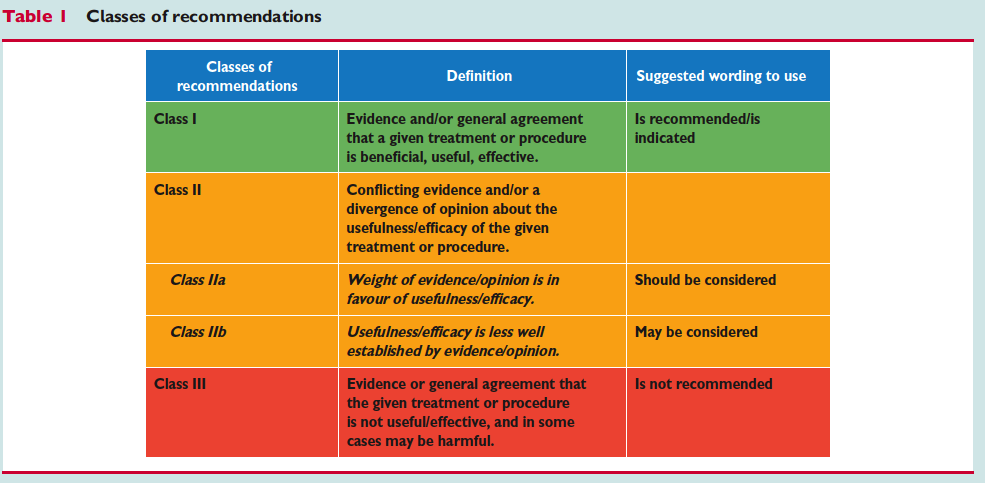 Table 1 Classes of recommendations
Classes of
recommendations
Definition
Suggested wording to use
Class I
Evidence and/or general agreement
that a given treatment or procedure
is beneficial, useful, effective.
Is recommended/is
indicated
Class II
Conflicting evidence and/or a
divergence of opinion about the
usefulness/efficacy of the given
treatment or procedure.
Class IIa
Weight of evidence/opinion is in
favour of usefulness/efficacy.
Should be considered
Class IIb
Usefulness/efficacy is less well
established by evidence/opinion.
May be considered
Class III
Evidence or general agreement that
the given treatment or procedure
is not useful/effective, and in some
cases may be harmful.
Is not recommended